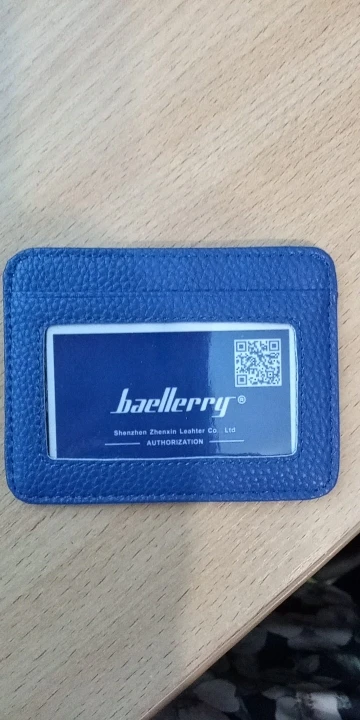 baellerry®
Shenzhen Zhenxin Leahter Co., Ltd
AUTHORIZATION